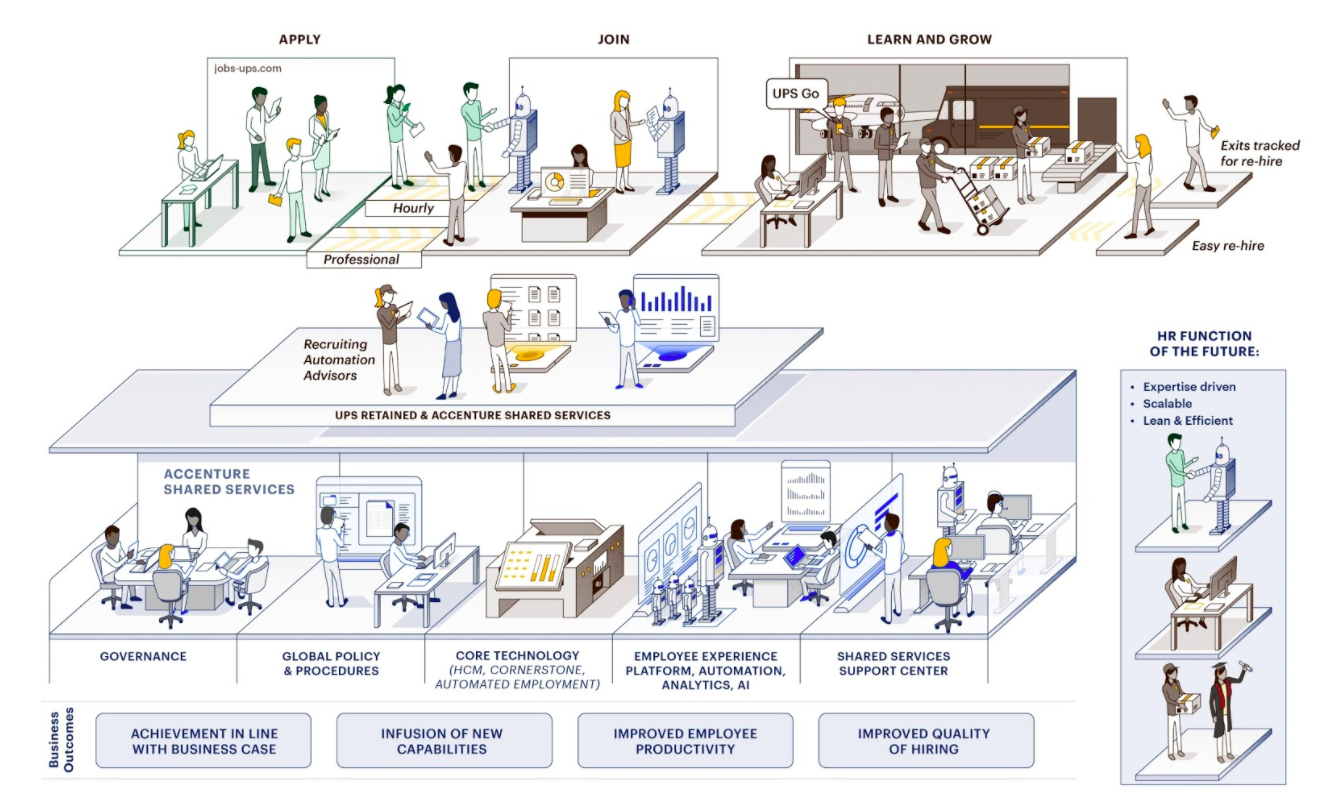 APPLY
JOIN
LEARN AND GROW
jobs-ups.com
UPS Go
Exits tracked
for re-hire
Hourly
Easy re-hire
Professional
Recruiting
Automation
Advisors
UPS RETAINED & ACCENTURE SHARED SERVICES
HR FUNCTION
OF THE FUTURE:
• Expertise driven
• Scalable
• Lean & Efficient
ACCENTURE
SHARED SERVICES
GOVERNANCE
GLOBAL POLICY
& PROCEDURES
CORE TECHNOLOGY
(HCM, CORNERSTONE,
AUTOMATED EMPLOYMENT)
EMPLOYEE EXPERIENCE
PLATFORM, AUTOMATION,
ANALYTICS, AI
SHARED SERVICES
SUPPORT CENTER
Business
Outcomes
ACHIEVEMENT IN LINE
WITH BUSINESS CASE
INFUSION OF NEW
CAPABILITIES
IMPROVED EMPLOYEE
PRODUCTIVITY
IMPROVED QUALITY
OF HIRING